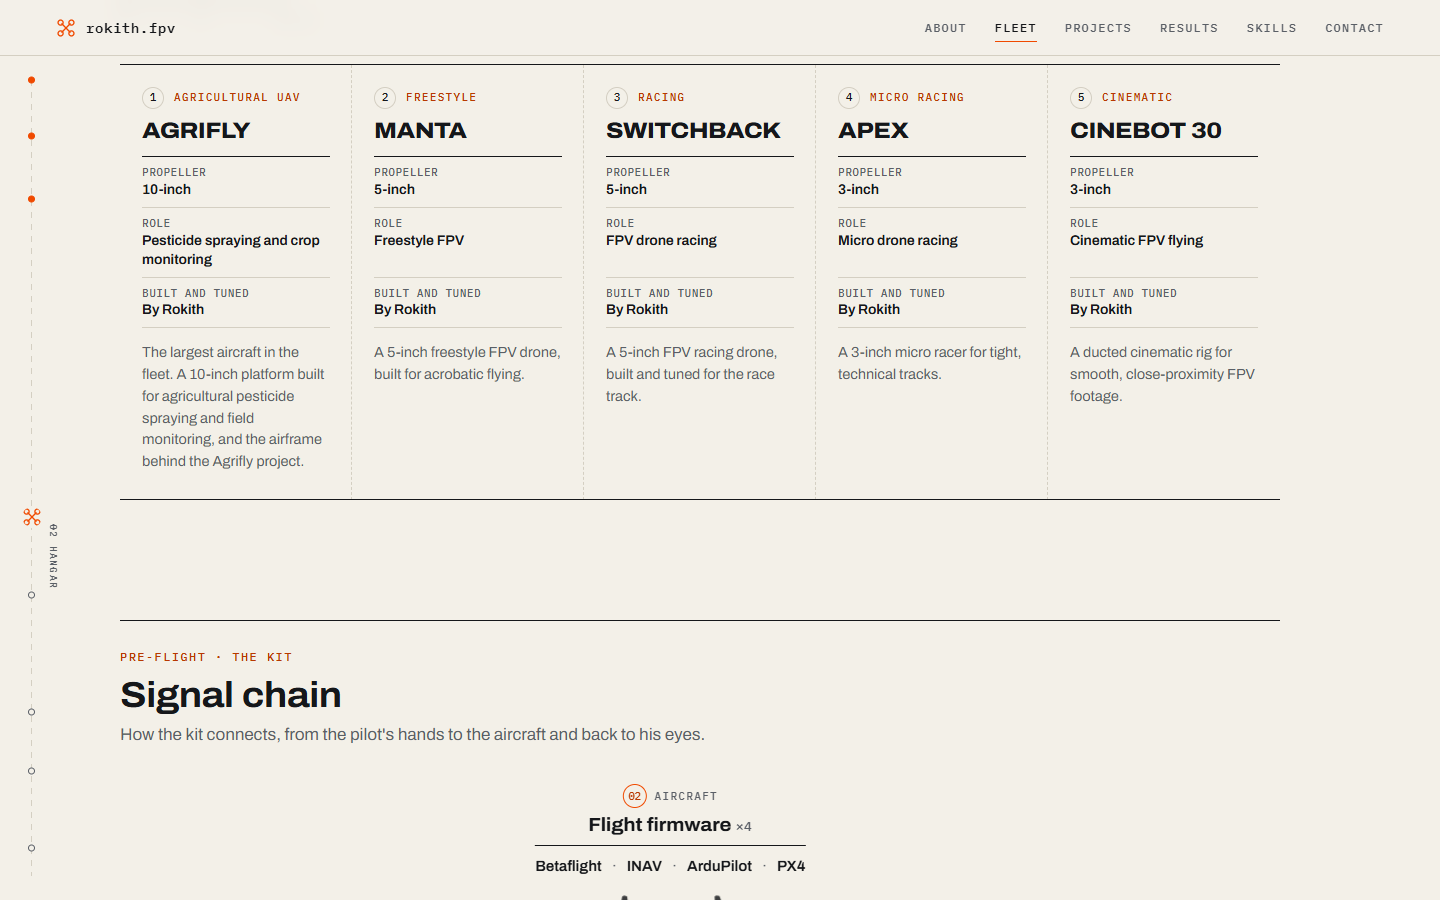 rokith.fpv
ABOUT FLEET PROJECTS RESULTS SKILLS CONTACT
1 AGRICULTURAL UAV
AGRIFLY
PROPELLER
10-inch
ROLE
Pesticide spraying and crop
monitoring
BUILT AND TUNED
By Rokith
The largest aircraft in the
fleet. A 10-inch platform built
for agricultural pesticide
spraying and field
monitoring, and the airframe
behind the Agrifly project.
2 FREESTYLE
MANTA
PROPELLER
5-inch
ROLE
Freestyle FPV
BUILT AND TUNED
By Rokith
A 5-inch freestyle FPV drone,
built for acrobatic flying.
3 RACING
SWITCHBACK
PROPELLER
5-inch
ROLE
FPV drone racing
BUILT AND TUNED
By Rokith
A 5-inch FPV racing drone,
built and tuned for the race
track.
4 MICRO RACING
APEX
PROPELLER
3-inch
ROLE
Micro drone racing
BUILT AND TUNED
By Rokith
A 3-inch micro racer for tight,
technical tracks.
5 CINEMATIC
CINEBOT 30
PROPELLER
3-inch
ROLE
Cinematic FPV flying
BUILT AND TUNED
By Rokith
A ducted cinematic rig for
smooth, close-proximity FPV
footage.
02 HANGAR
PRE-FLIGHT · THE KIT
Signal chain
How the kit connects, from the pilot's hands to the aircraft and back to his eyes.
02 AIRCRAFT
Flight firmware ×4
Betaflight · INAV · ArduPilot · PX4